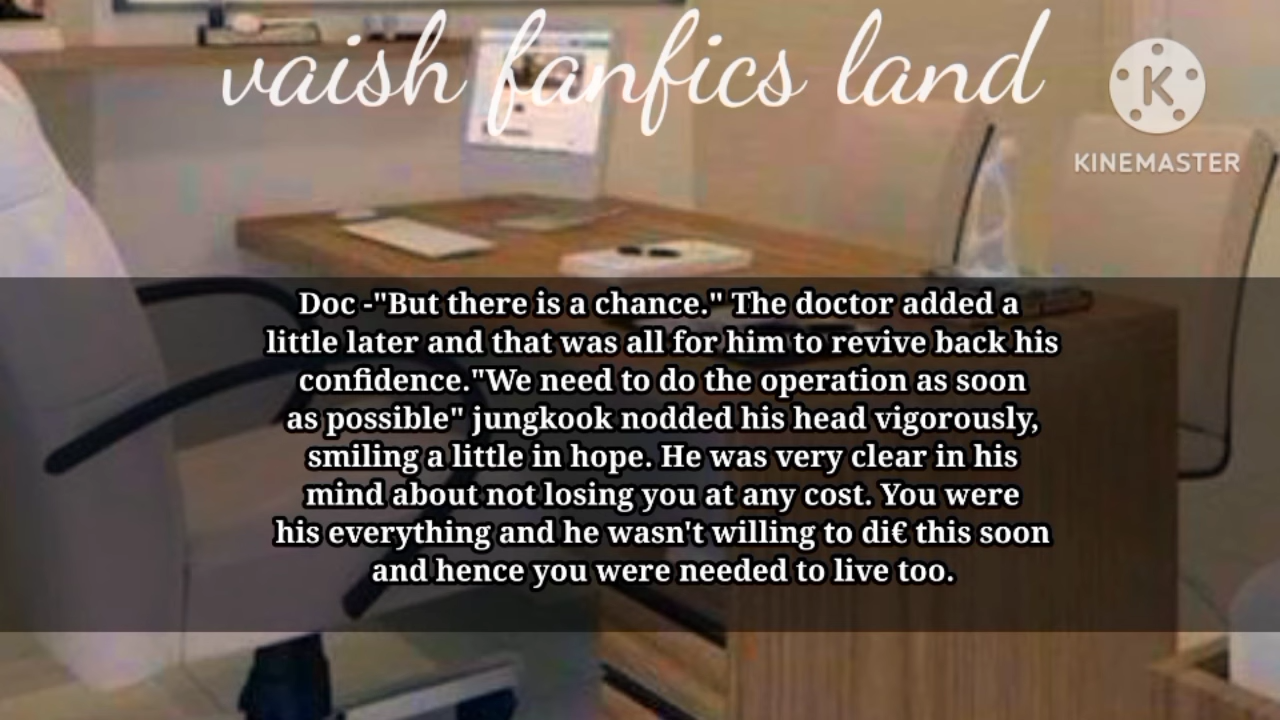 vaish fanfics land
K
KINEMASTER
Doc -"But there is a chance." The doctor added a
little later and that was all for him to revive back his
confidence."We need to do the operation as soon
as possible" jungkook nodded his head vigorously,
smiling a little in hope. He was very clear in his
mind about not losing you at any cost. You were
his everything and he wasn't willing to di€ this soon
and hence you were needed to live too.